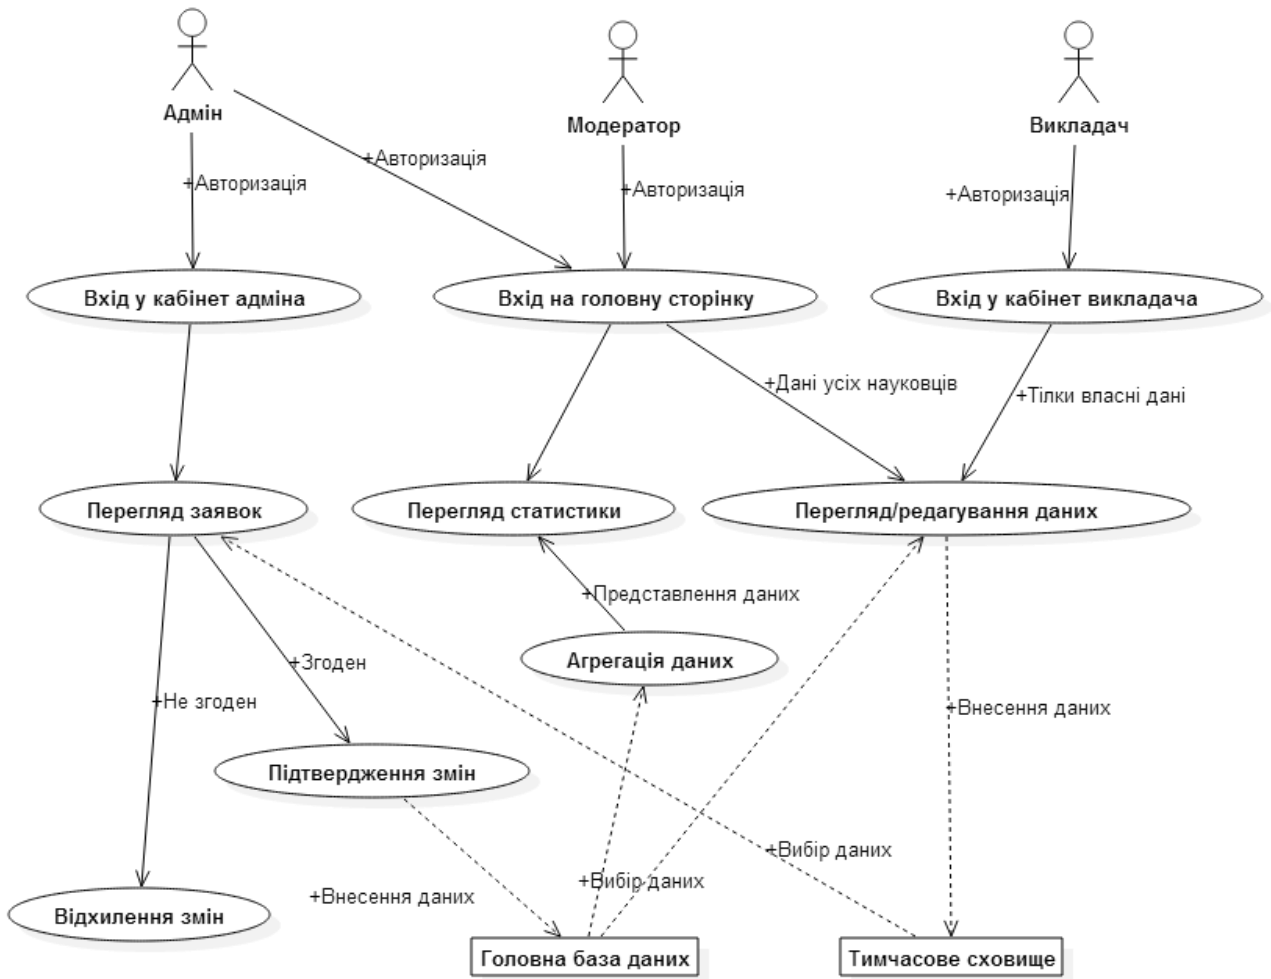 Адмін
Модератор
Викладач
+Авторизація
+Авторизація
+Авторизація
+Авторизація
Вхід у кабінет адміна
Вхід на головну сторінку
Вхід у кабінет викладача
+Дані усіх науковців
+Тілки власні дані
Перегляд заявок
Перегляд статистики
Перегляд/редагування даних
+Представлення даних
+Згоден
Агрегація даних
+Не згоден
+Внесення даних
Підтвердження змін
+Вибір даних
+Вибір даних
+Внесення даних
Відхилення змін
Головна база даних
Тимчасове сховище